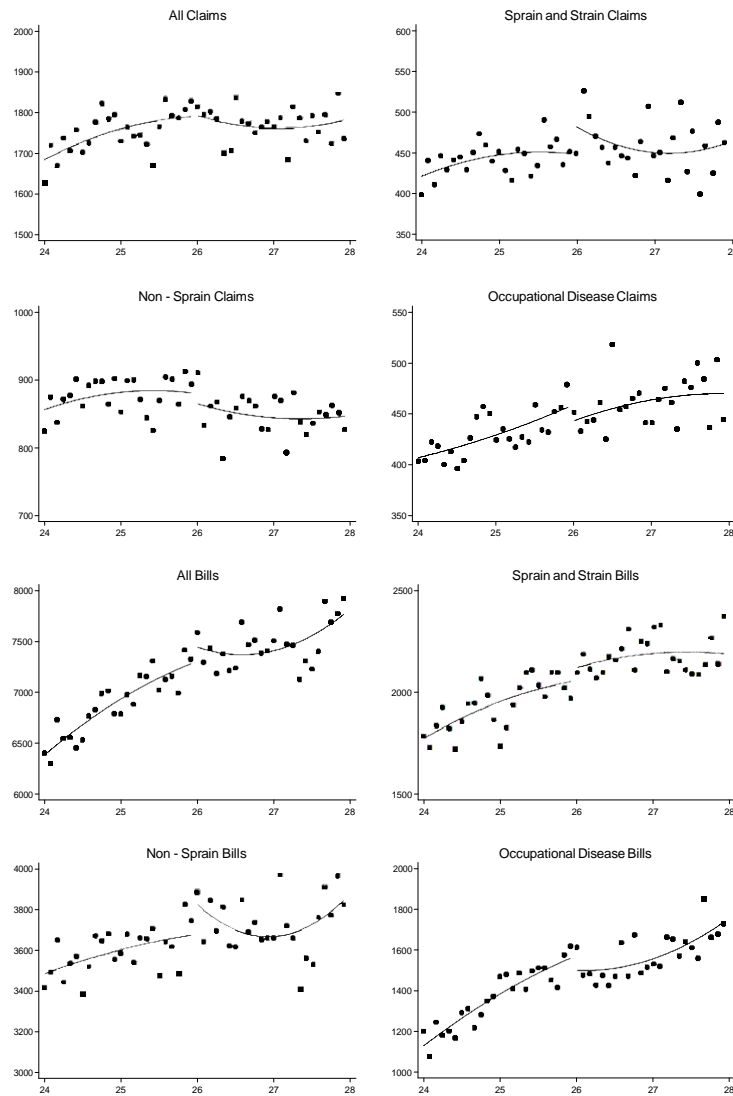 All Claims
2000
1900
1800
1700
1600
1500
24 25 26 27 28
Sprain and Strain Claims
600
550
500
450
400
350
24 25 26 27 28
Non - Sprain Claims
1000
900
800
700
24 25 26 27 28
Occupational Disease Claims
550
500
450
400
350
24 25 26 27 28
All Bills
8000
7500
7000
6500
6000
24 25 26 27 28
Sprain and Strain Bills
2500
2000
1500
24 25 26 27 28
Non - Sprain Bills
4000
3800
3600
3400
3200
3000
24 25 26 27 28
Occupational Disease Bills
2000
1800
1600
1400
1200
1000
24 25 26 27 28